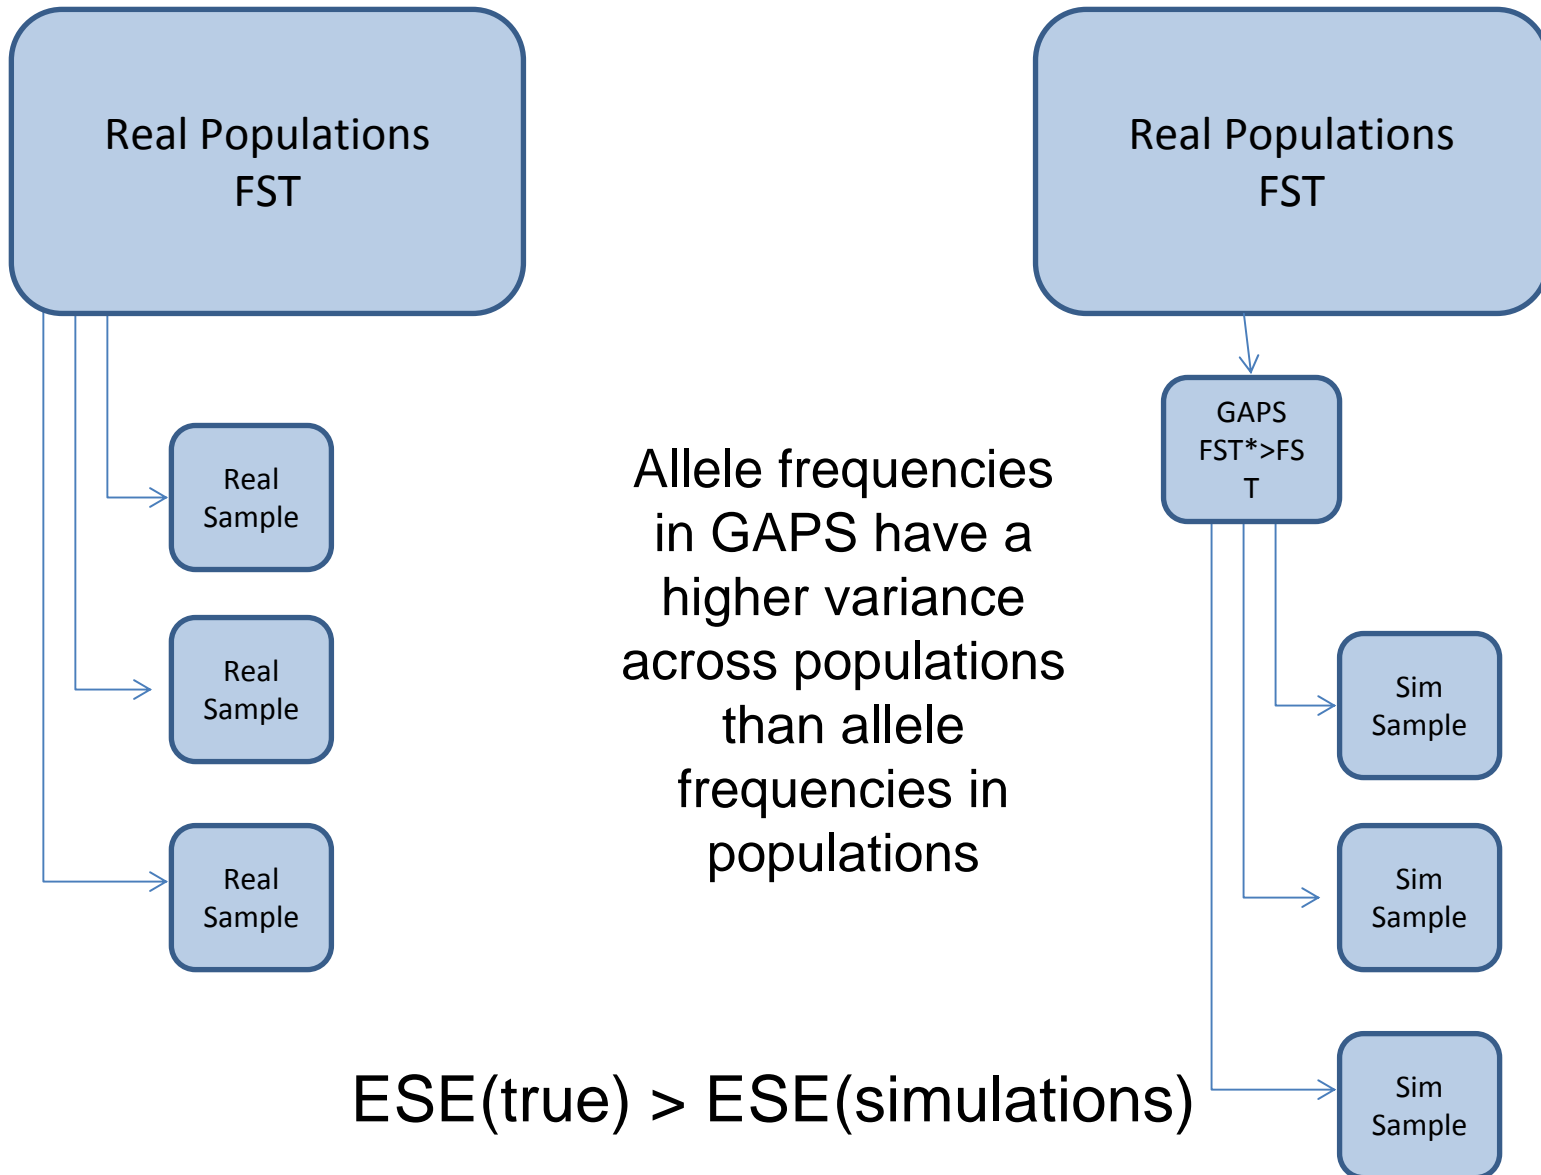 Real Populations
FST
Real
Sample
Real
Sample
Real
Sample
Allele frequencies
in GAPS have a
higher variance
across populations
than allele
frequencies in
populations
Real Populations
FST
GAPS
FST*>FS
T
Sim
Sample
Sim
Sample
Sim
Sample
ESE(true) > ESE(simulations)